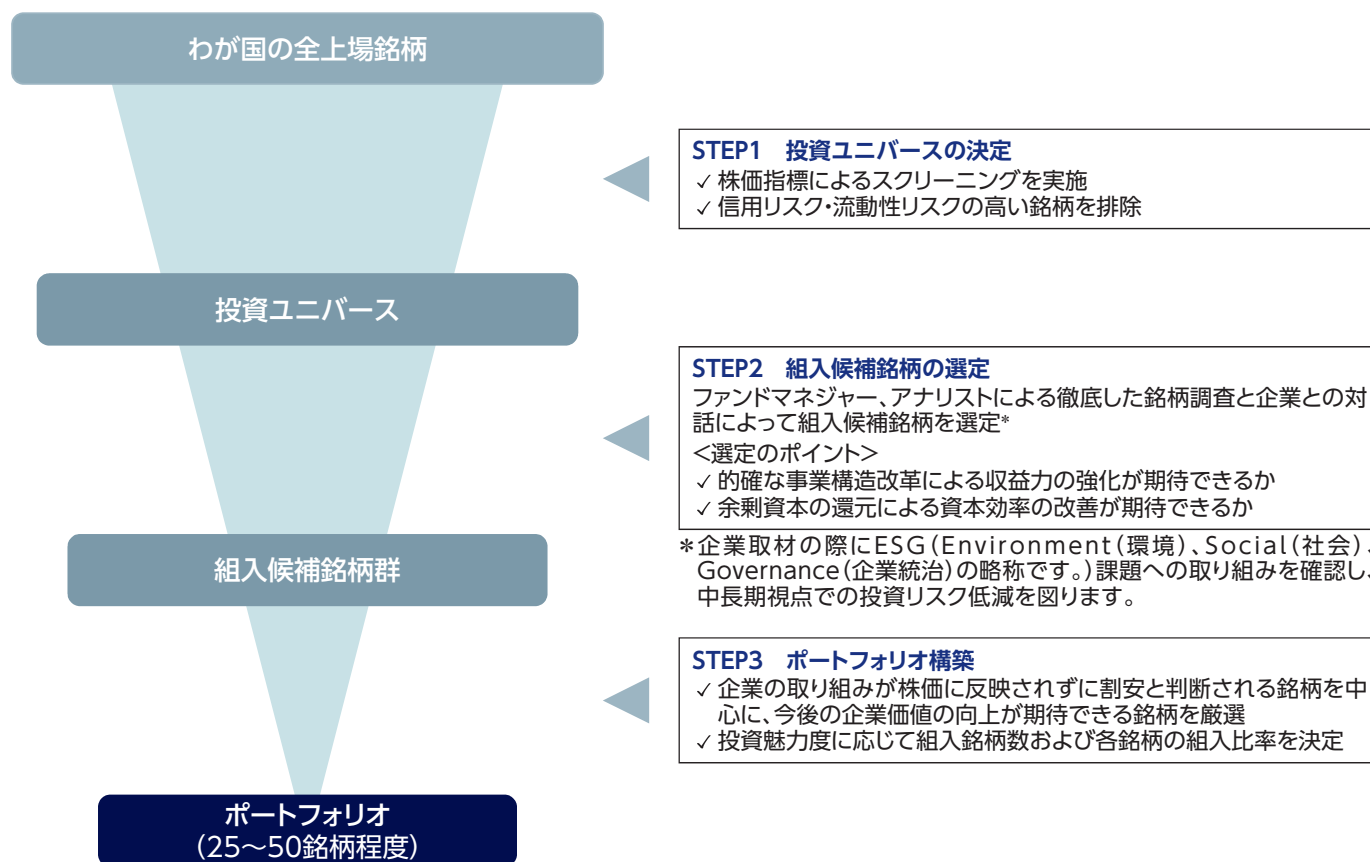 わが国の全上場銘柄
STEP1 投資ユニバースの決定
✓ 株価指標によるスクリーニングを実施
✓ 信用リスク・流動性リスクの高い銘柄を排除
投資ユニバース
STEP2 組入候補銘柄の選定
ファンドマネジャー、アナリストによる徹底した銘柄調査と企業との対
話によって組入候補銘柄を選定*
<選定のポイント>
✓ 的確な事業構造改革による収益力の強化が期待できるか
✓ 余剰資本の還元による資本効率の改善が期待できるか
*企業取材の際にESG(Environment(環境)、Social(社会)、
Governance(企業統治)の略称です。)課題への取り組みを確認し、
中長期視点での投資リスク低減を図ります。
組入候補銘柄群
STEP3 ポートフォリオ構築
✓ 企業の取り組みが株価に反映されずに割安と判断される銘柄を中
心に、今後の企業価値の向上が期待できる銘柄を厳選
✓ 投資魅力度に応じて組入銘柄数および各銘柄の組入比率を決定
ポートフォリオ
(25～50銘柄程度)